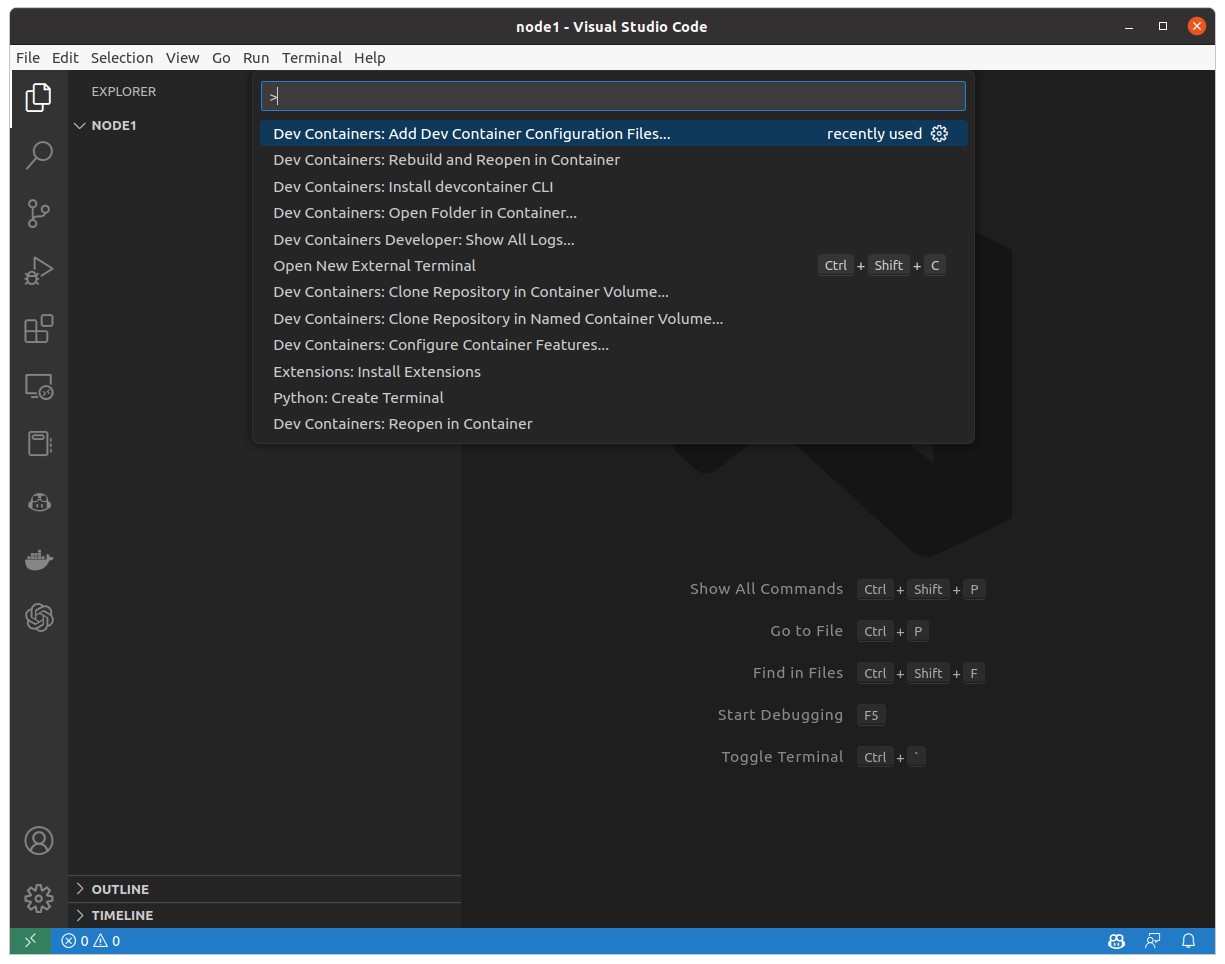 node1 - Visual Studio Code
File Edit Selection View Go Run Terminal Help
EXPLORER
NODE1
>
Dev Containers: Add Dev Container Configuration Files... recently used
Dev Containers: Rebuild and Reopen in Container
Dev Containers: Install devcontainer CLI
Dev Containers: Open Folder in Container...
Dev Containers Developer: Show All Logs...
Open New External Terminal Ctrl + Shift + C
Dev Containers: Clone Repository in Container Volume...
Dev Containers: Clone Repository in Named Container Volume...
Dev Containers: Configure Container Features...
Extensions: Install Extensions
Python: Create Terminal
Dev Containers: Reopen in Container
Show All Commands Ctrl + Shift + P
Go to File Ctrl + P
Find in Files Ctrl + Shift + F
Start Debugging F5
Toggle Terminal Ctrl + `
OUTLINE
TIMELINE
0 0